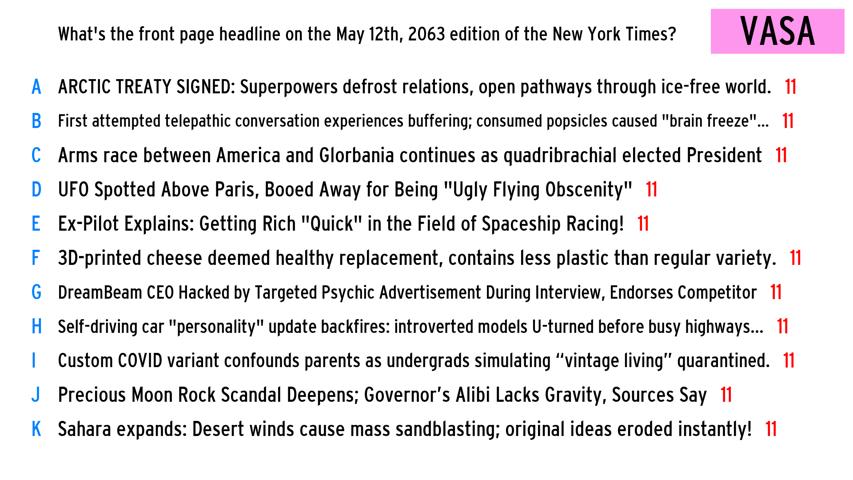 What's the front page headline on the May 12th, 2063 edition of the New York Times?
VASA
A ARCTIC TREATY SIGNED: Superpowers defrost relations, open pathways through ice-free world. 11
B First attempted telepathic conversation experiences buffering; consumed popsicles caused "brain freeze"... 11
C Arms race between America and Glorbania continues as quadribrachial elected President 11
D UFO Spotted Above Paris, Booed Away for Being "Ugly Flying Obscenity" 11
E Ex-Pilot Explains: Getting Rich "Quick" in the Field of Spaceship Racing! 11
F 3D-printed cheese deemed healthy replacement, contains less plastic than regular variety. 11
G DreamBeam CEO Hacked by Targeted Psychic Advertisement During Interview, Endorses Competitor 11
H Self-driving car "personality" update backfires: introverted models U-turned before busy highways... 11
I Custom COVID variant confounds parents as undergrads simulating “vintage living” quarantined. 11
J Precious Moon Rock Scandal Deepens; Governor’s Alibi Lacks Gravity, Sources Say 11
K Sahara expands: Desert winds cause mass sandblasting; original ideas eroded instantly! 11